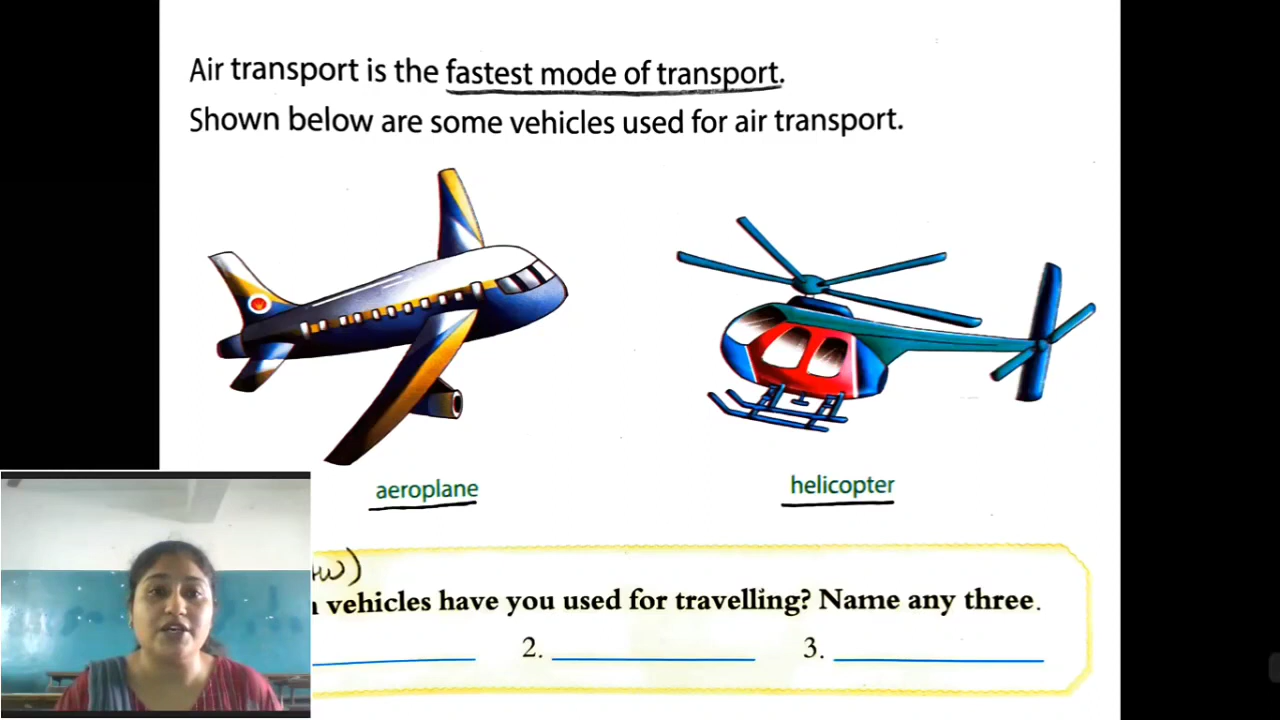 Air transport is the fastest mode of transport.
Shown below are some vehicles used for air transport.
aeroplane
helicopter
vehicles have you used for travelling? Name any three.
2. 3.